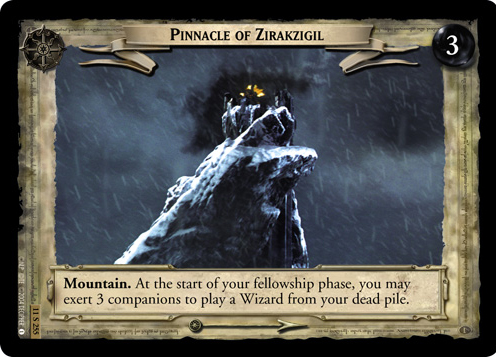 Pinnacle of Zirakzigil
3
Mountain. At the start of your fellowship phase, you may
exert 3 companions to play a Wizard from your dead pile.
11 S 255